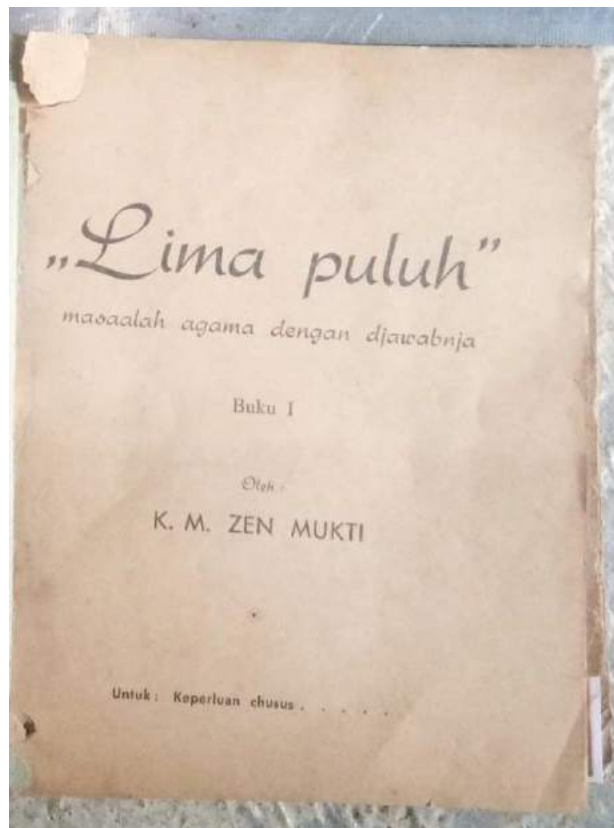 „Lima puluh”
masaalah agama dengan djawabnja
Buku I
Oleh :
K. M. ZEN MUKTI
Untuk : Keperluan chusus . . . . .